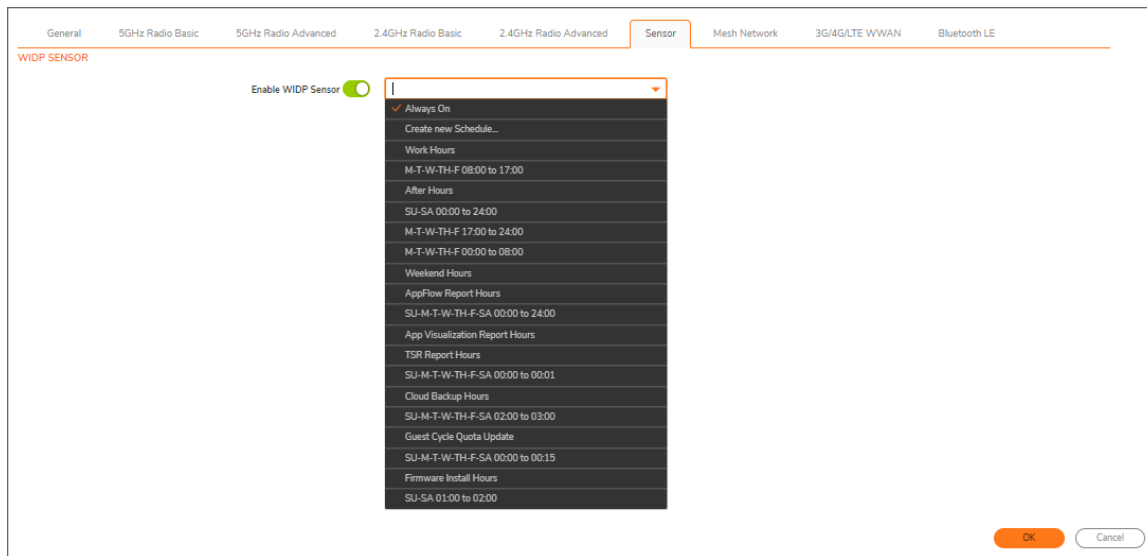 General 5GHz Radio Basic 5GHz Radio Advanced 2.4GHz Radio Basic 2.4GHz Radio Advanced Sensor Mesh Network 3G/4G/LTE WWAN Bluetooth LE
WIDP SENSOR
Enable WIDP Sensor
Always On
Create new Schedule...
Work Hours
M-T-W-TH-F 08:00 to 17:00
After Hours
SU-SA 00:00 to 24:00
M-T-W-TH-F 17:00 to 24:00
M-T-W-TH-F 00:00 to 08:00
Weekend Hours
AppFlow Report Hours
SU-M-T-W-TH-F-SA 00:00 to 24:00
App Visualization Report Hours
TSR Report Hours
SU-M-T-W-TH-F-SA 00:00 to 00:01
Cloud Backup Hours
SU-M-T-W-TH-F-SA 02:00 to 03:00
Guest Cycle Quota Update
SU-M-T-W-TH-F-SA 00:00 to 00:15
Firmware Install Hours
SU-SA 01:00 to 02:00
OK Cancel